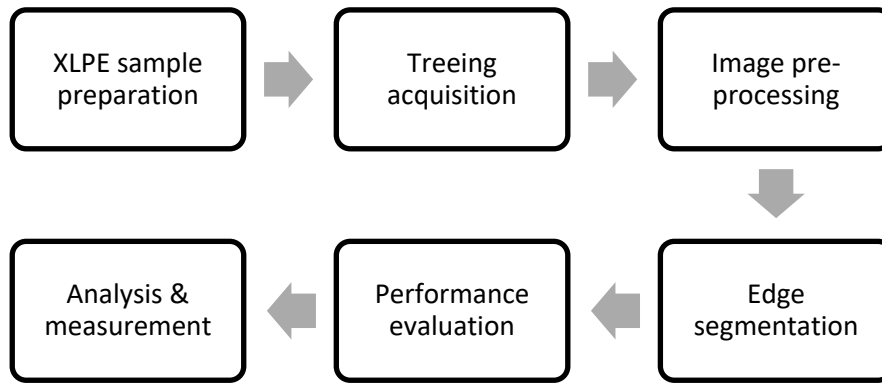 XLPE sample
preparation
Treeing
acquisition
Image pre-
processing
Edge
segmentation
Performance
evaluation
Analysis &
measurement